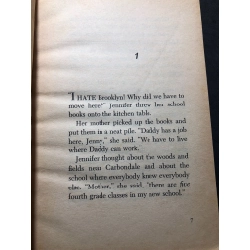 1
"I HATE Brooklyn! Why did we have to
move here!" Jennifer threw her school
books onto the kitchen table.
Her mother picked up the books and
put them in a neat pile. "Daddy has a job
here, Jenny," she said. "We have to live
where Daddy can work."
Jennifer thought about the woods and
fields near Carbondale and about the
school where everybody knew everybody
else. "Mother," she said, "there are five
fourth grade classes in my new school."
7